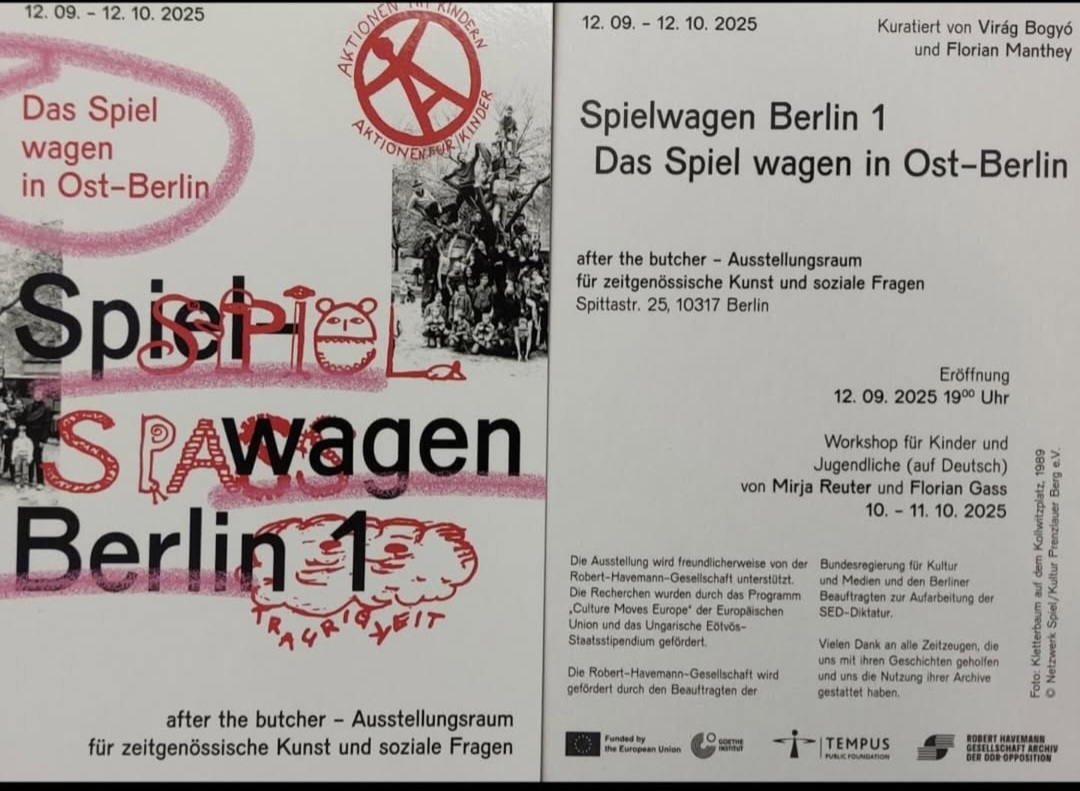 12. 09. – 12. 10. 2025
AKTIONEN MIT KINDERN
AKTIONEN FÜR KINDER
Das Spiel
wagen
in Ost-Berlin
Spiel-
SPIEL
SPASS
wagen
Berlin 1
TRAURIGKEIT
after the butcher – Ausstellungsraum
für zeitgenössische Kunst und soziale Fragen
12. 09. – 12. 10. 2025
Kuratiert von Virág Bogyó
und Florian Manthey
Spielwagen Berlin 1
Das Spiel wagen in Ost-Berlin
after the butcher – Ausstellungsraum
für zeitgenössische Kunst und soziale Fragen
Spittastr. 25, 10317 Berlin
Eröffnung
12. 09. 2025 19⁰⁰ Uhr
Workshop für Kinder und
Jugendliche (auf Deutsch)
von Mirja Reuter und Florian Gass
10. – 11. 10. 2025
Die Ausstellung wird freundlicherweise von der
Robert-Havemann-Gesellschaft unterstützt.
Die Recherchen wurden durch das Programm
„Culture Moves Europe“ der Europäischen
Union und das Ungarische Eötvös-
Staatsstipendium gefördert.
Die Robert-Havemann-Gesellschaft wird
gefördert durch den Beauftragten der
Bundesregierung für Kultur
und Medien und den Berliner
Beauftragten zur Aufarbeitung der
SED-Diktatur.
Vielen Dank an alle Zeitzeugen, die
uns mit ihren Geschichten geholfen
und uns die Nutzung ihrer Archive
gestattet haben.
Foto: Kletterbaum auf dem Kollwitzplatz, 1989
© Netzwerk Spiel/Kultur Prenzlauer Berg e.V.
Funded by
the European Union
GOETHE
INSTITUT
TEMPUS
PUBLIC FOUNDATION
ROBERT HAVEMANN
GESELLSCHAFT ARCHIV
DER DDR-OPPOSITION